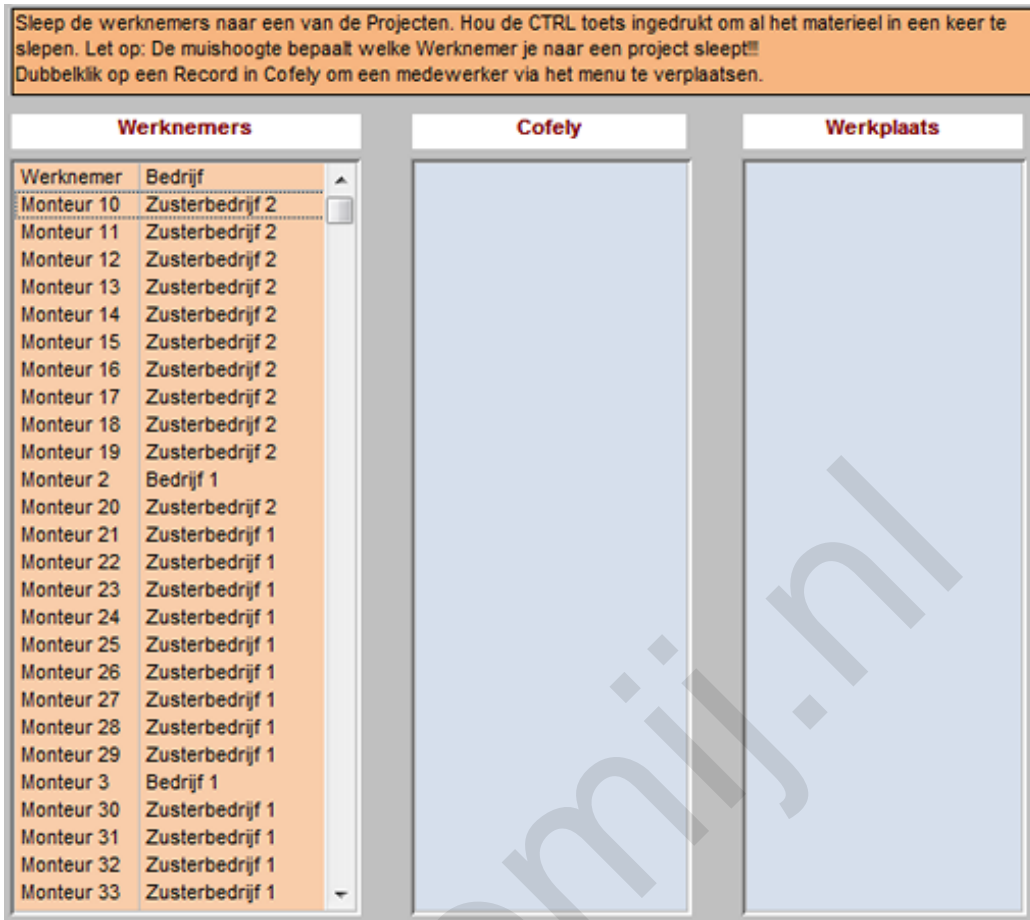 Sleep de werknemers naar een van de Projecten. Hou de CTRL toets ingedrukt om al het materieel in een keer te
slepen. Let op: De muishoogte bepaalt welke Werknemer je naar een project sleept!!!
Dubbelklik op een Record in Cofely om een medewerker via het menu te verplaatsen.
Werknemers Cofely Werkplaats
Werknemer Bedrijf
Monteur 10 Zusterbedrijf 2
Monteur 11 Zusterbedrijf 2
Monteur 12 Zusterbedrijf 2
Monteur 13 Zusterbedrijf 2
Monteur 14 Zusterbedrijf 2
Monteur 15 Zusterbedrijf 2
Monteur 16 Zusterbedrijf 2
Monteur 17 Zusterbedrijf 2
Monteur 18 Zusterbedrijf 2
Monteur 19 Zusterbedrijf 2
Monteur 2 Bedrijf 1
Monteur 20 Zusterbedrijf 2
Monteur 21 Zusterbedrijf 1
Monteur 22 Zusterbedrijf 1
Monteur 23 Zusterbedrijf 1
Monteur 24 Zusterbedrijf 1
Monteur 25 Zusterbedrijf 1
Monteur 26 Zusterbedrijf 1
Monteur 27 Zusterbedrijf 1
Monteur 28 Zusterbedrijf 1
Monteur 29 Zusterbedrijf 1
Monteur 3 Bedrijf 1
Monteur 30 Zusterbedrijf 1
Monteur 31 Zusterbedrijf 1
Monteur 32 Zusterbedrijf 1
Monteur 33 Zusterbedrijf 1
omij.nl